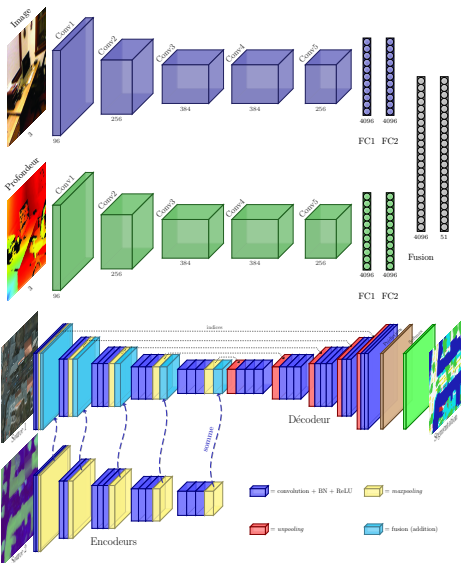 Image
Conv1
Conv2
Conv3
Conv4
Conv5
3
96
256
384
384
256
4096
4096
FC1
FC2
Profondeur
Conv1
Conv2
Conv3
Conv4
Conv5
3
96
256
384
384
256
4096
4096
FC1
FC2
4096
51
Fusion
indices
Segmentation
Décodeur
somme
Encodeurs
= convolution + BN + ReLU
= maxpooling
= unpooling
= fusion (addition)